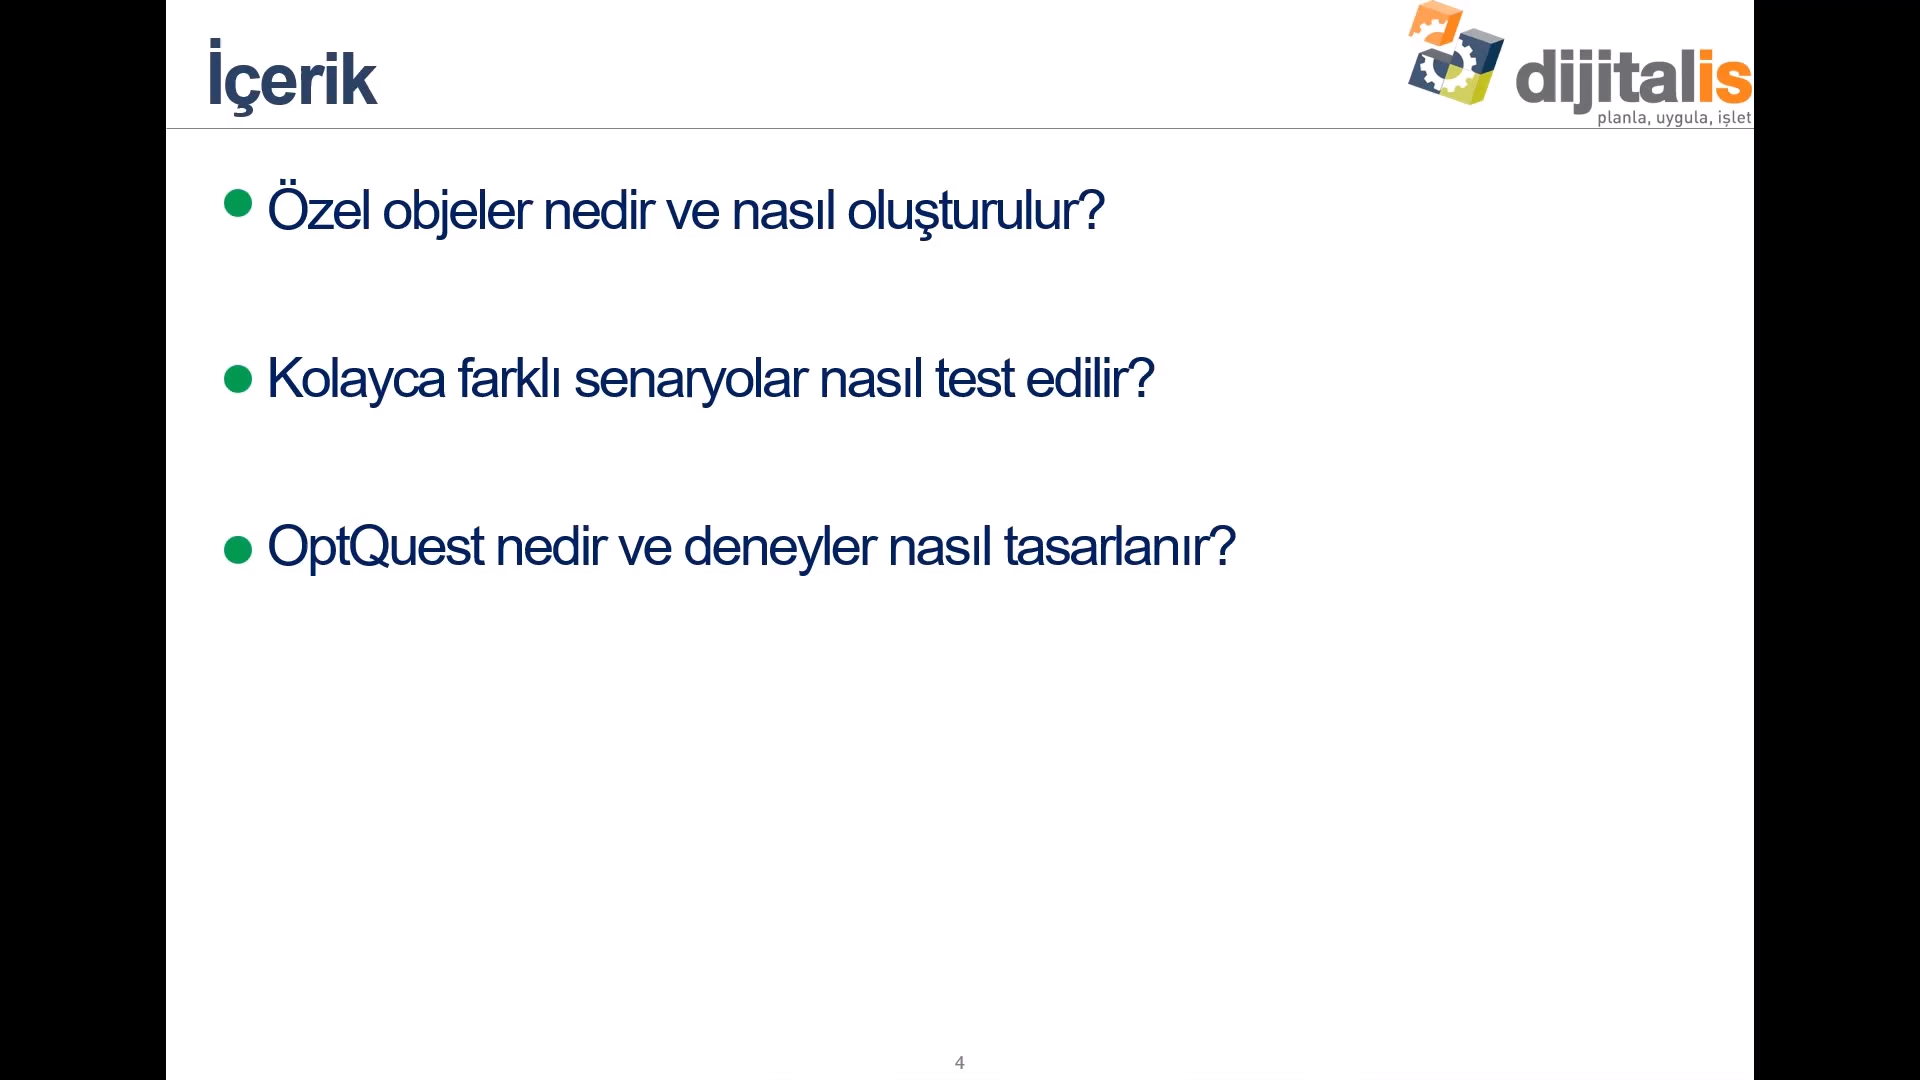 İçerik
dijitalis
planla, uygula, işlet
Özel objeler nedir ve nasıl oluşturulur?
Kolayca farklı senaryolar nasıl test edilir?
OptQuest nedir ve deneyler nasıl tasarlanır?
4